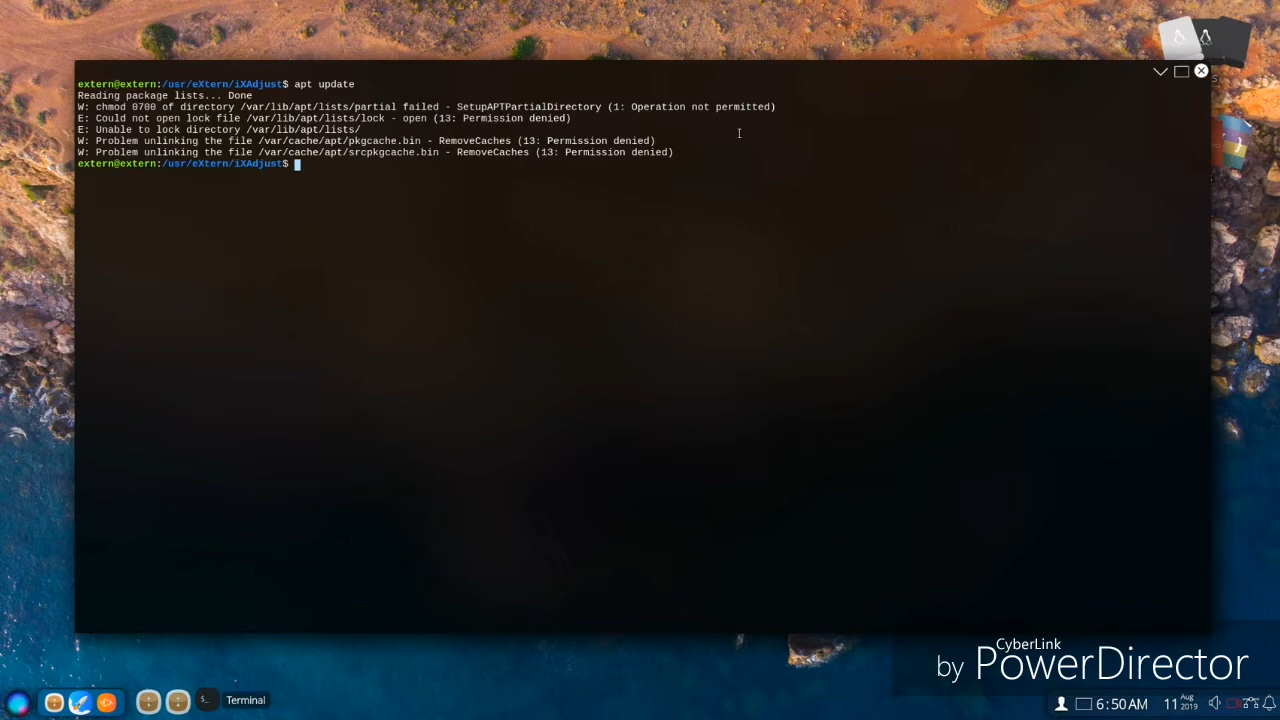 extern@extern:/usr/eXtern/iXAdjust$ apt update
Reading package lists... Done
W: chmod 0700 of directory /var/lib/apt/lists/partial failed - SetupAPTPartialDirectory (1: Operation not permitted)
E: Could not open lock file /var/lib/apt/lists/lock - open (13: Permission denied)
E: Unable to lock directory /var/lib/apt/lists/
W: Problem unlinking the file /var/cache/apt/pkgcache.bin - RemoveCaches (13: Permission denied)
W: Problem unlinking the file /var/cache/apt/srcpkgcache.bin - RemoveCaches (13: Permission denied)
extern@extern:/usr/eXtern/iXAdjust$
CyberLink
by PowerDirector
Terminal
6:50AM
11 Aug 2019